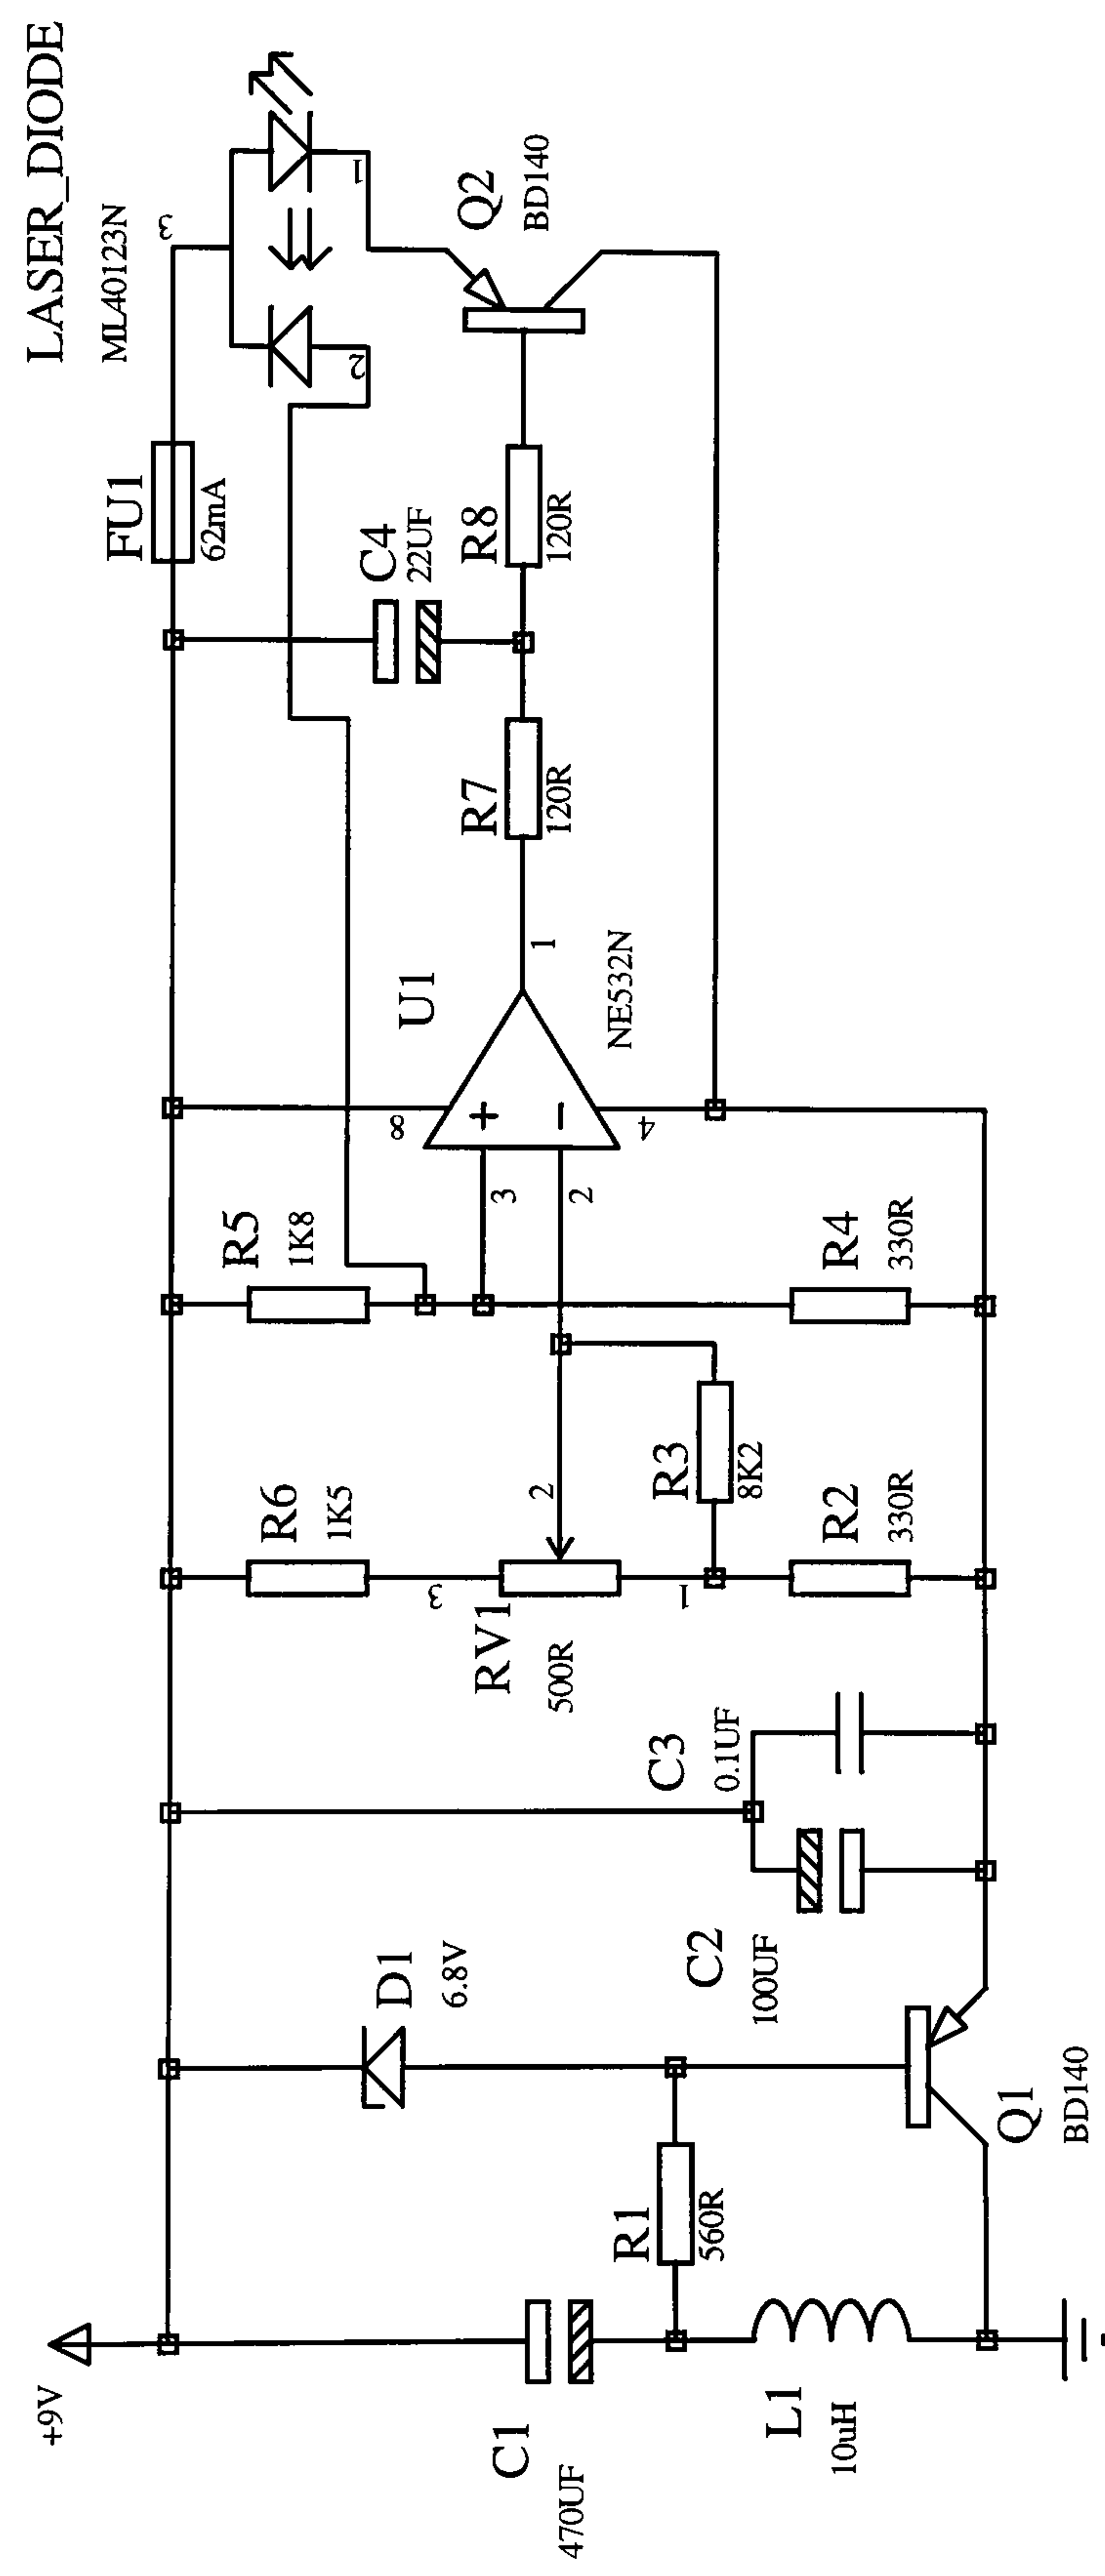 LASER_DIODE
ML40123N
3
1
2
FU1
62mA
C4
22UF
Q2
BD140
R8
120R
R7
120R
U1
NE532N
8
+
−
3
2
1
4
R5
1K8
R4
330R
R6
1K5
R3
8K2
R2
330R
3
2
1
RV1
500R
C3
0.1UF
C2
100UF
D1
6.8V
Q1
BD140
R1
560R
+9V
C1
470UF
L1
10uH